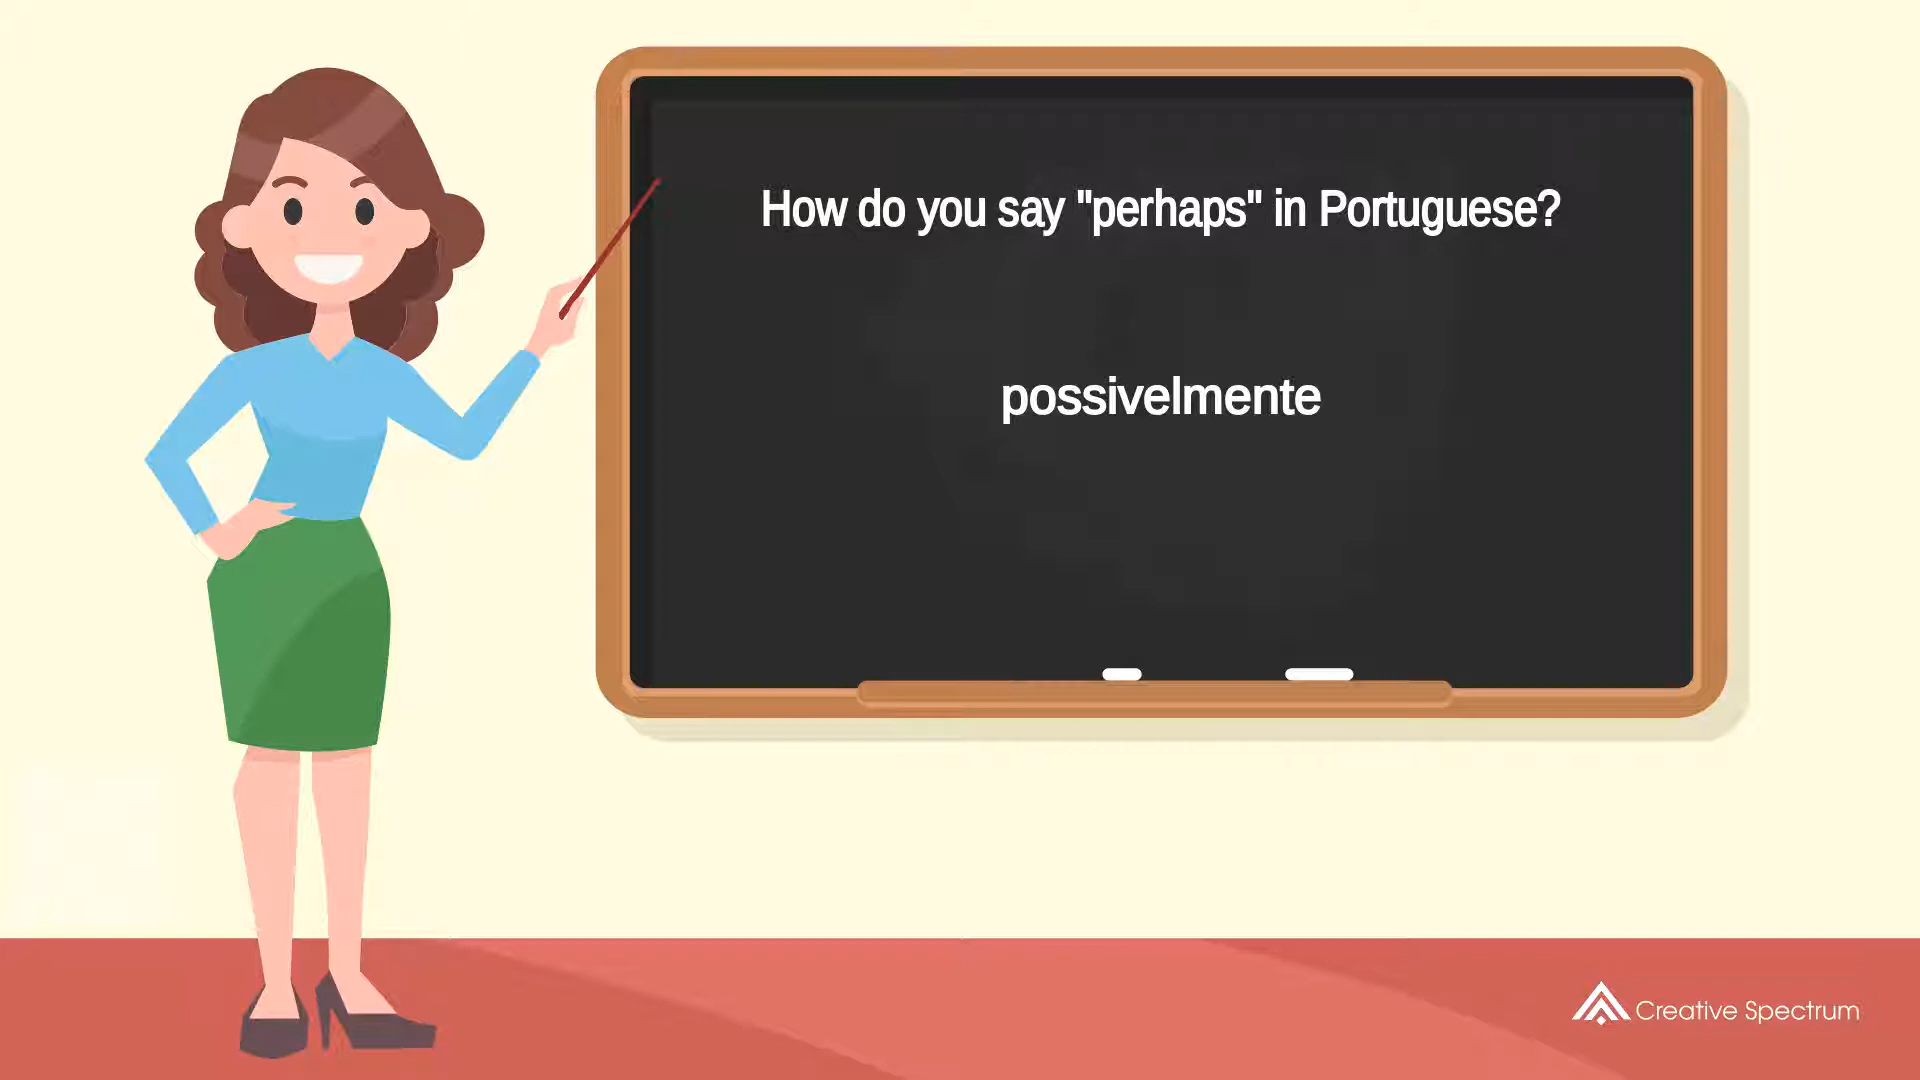 How do you say "perhaps" in Portuguese?
possivelmente
Creative Spectrum